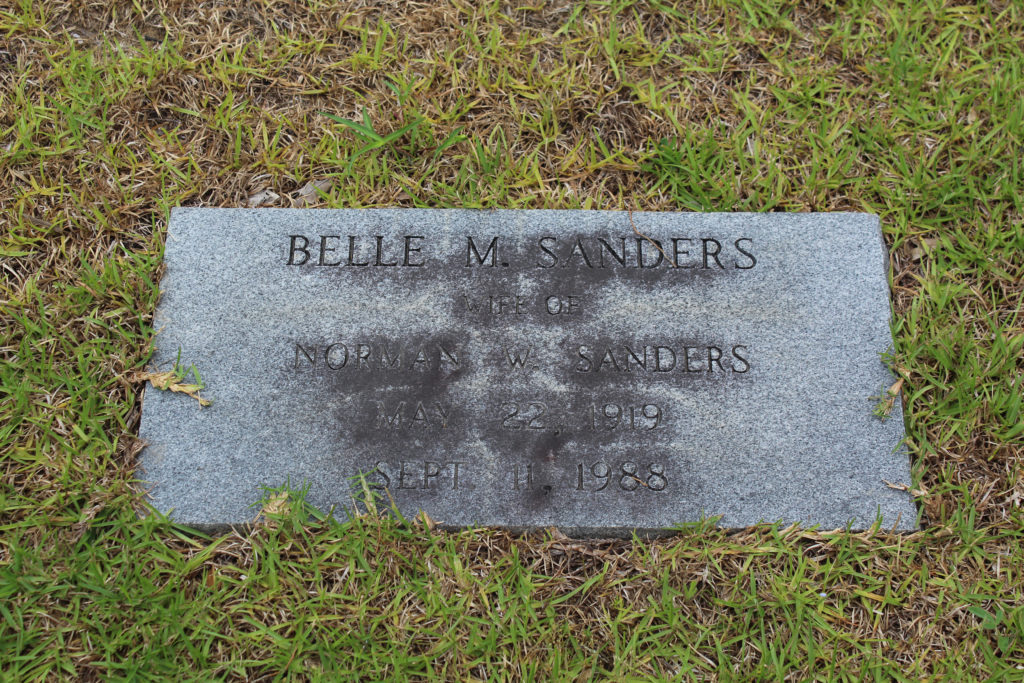 BELLE M. SANDERS
WIFE OF
NORMAN W. SANDERS
MAY 22, 1919
SEPT. 11, 1988